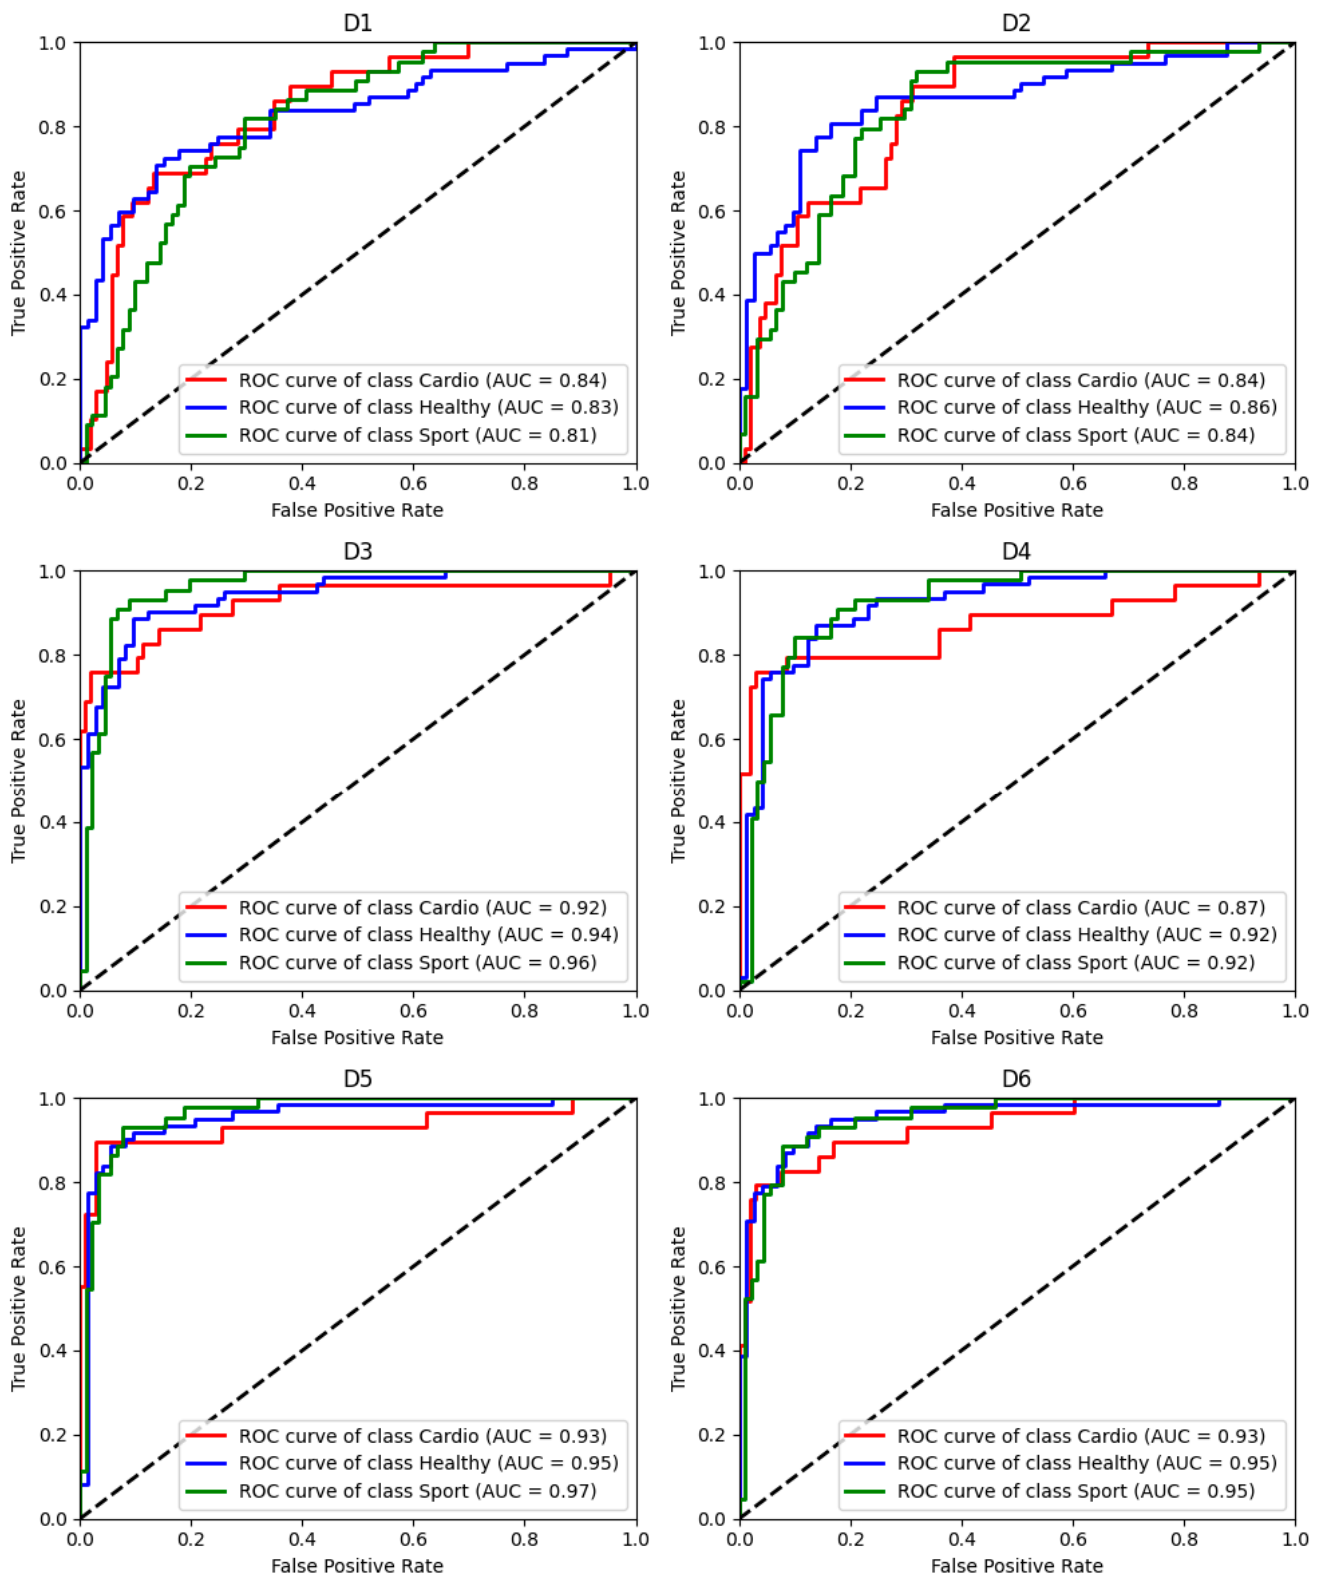 D1
1.0
0.8
0.6
0.4
0.2
0.0
True Positive Rate
ROC curve of class Cardio (AUC = 0.84)
ROC curve of class Healthy (AUC = 0.83)
ROC curve of class Sport (AUC = 0.81)
0.0 0.2 0.4 0.6 0.8 1.0
False Positive Rate
D2
1.0
0.8
0.6
0.4
0.2
0.0
True Positive Rate
ROC curve of class Cardio (AUC = 0.84)
ROC curve of class Healthy (AUC = 0.86)
ROC curve of class Sport (AUC = 0.84)
0.0 0.2 0.4 0.6 0.8 1.0
False Positive Rate
D3
1.0
0.8
0.6
0.4
0.2
0.0
True Positive Rate
ROC curve of class Cardio (AUC = 0.92)
ROC curve of class Healthy (AUC = 0.94)
ROC curve of class Sport (AUC = 0.96)
0.0 0.2 0.4 0.6 0.8 1.0
False Positive Rate
D4
1.0
0.8
0.6
0.4
0.2
0.0
True Positive Rate
ROC curve of class Cardio (AUC = 0.87)
ROC curve of class Healthy (AUC = 0.92)
ROC curve of class Sport (AUC = 0.92)
0.0 0.2 0.4 0.6 0.8 1.0
False Positive Rate
D5
1.0
0.8
0.6
0.4
0.2
0.0
True Positive Rate
ROC curve of class Cardio (AUC = 0.93)
ROC curve of class Healthy (AUC = 0.95)
ROC curve of class Sport (AUC = 0.97)
0.0 0.2 0.4 0.6 0.8 1.0
False Positive Rate
D6
1.0
0.8
0.6
0.4
0.2
0.0
True Positive Rate
ROC curve of class Cardio (AUC = 0.93)
ROC curve of class Healthy (AUC = 0.95)
ROC curve of class Sport (AUC = 0.95)
0.0 0.2 0.4 0.6 0.8 1.0
False Positive Rate